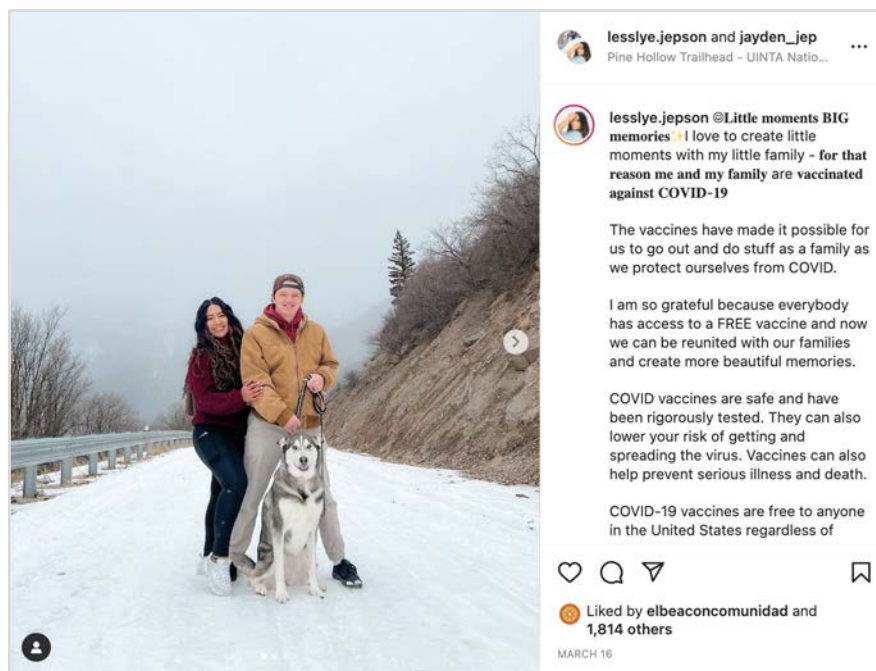 lesslye.jepson and jayden_jep
Pine Hollow Trailhead - UINTA Natio...
lesslye.jepson @Little moments BIG
memories✨I love to create little
moments with my little family - for that
reason me and my family are vaccinated
against COVID-19
The vaccines have made it possible for
us to go out and do stuff as a family as
we protect ourselves from COVID.
I am so grateful because everybody
has access to a FREE vaccine and now
we can be reunited with our families
and create more beautiful memories.
COVID vaccines are safe and have
been rigorously tested. They can also
lower your risk of getting and
spreading the virus. Vaccines can also
help prevent serious illness and death.
COVID-19 vaccines are free to anyone
in the United States regardless of
Liked by elbeaconcomunidad and
1,814 others
MARCH 16